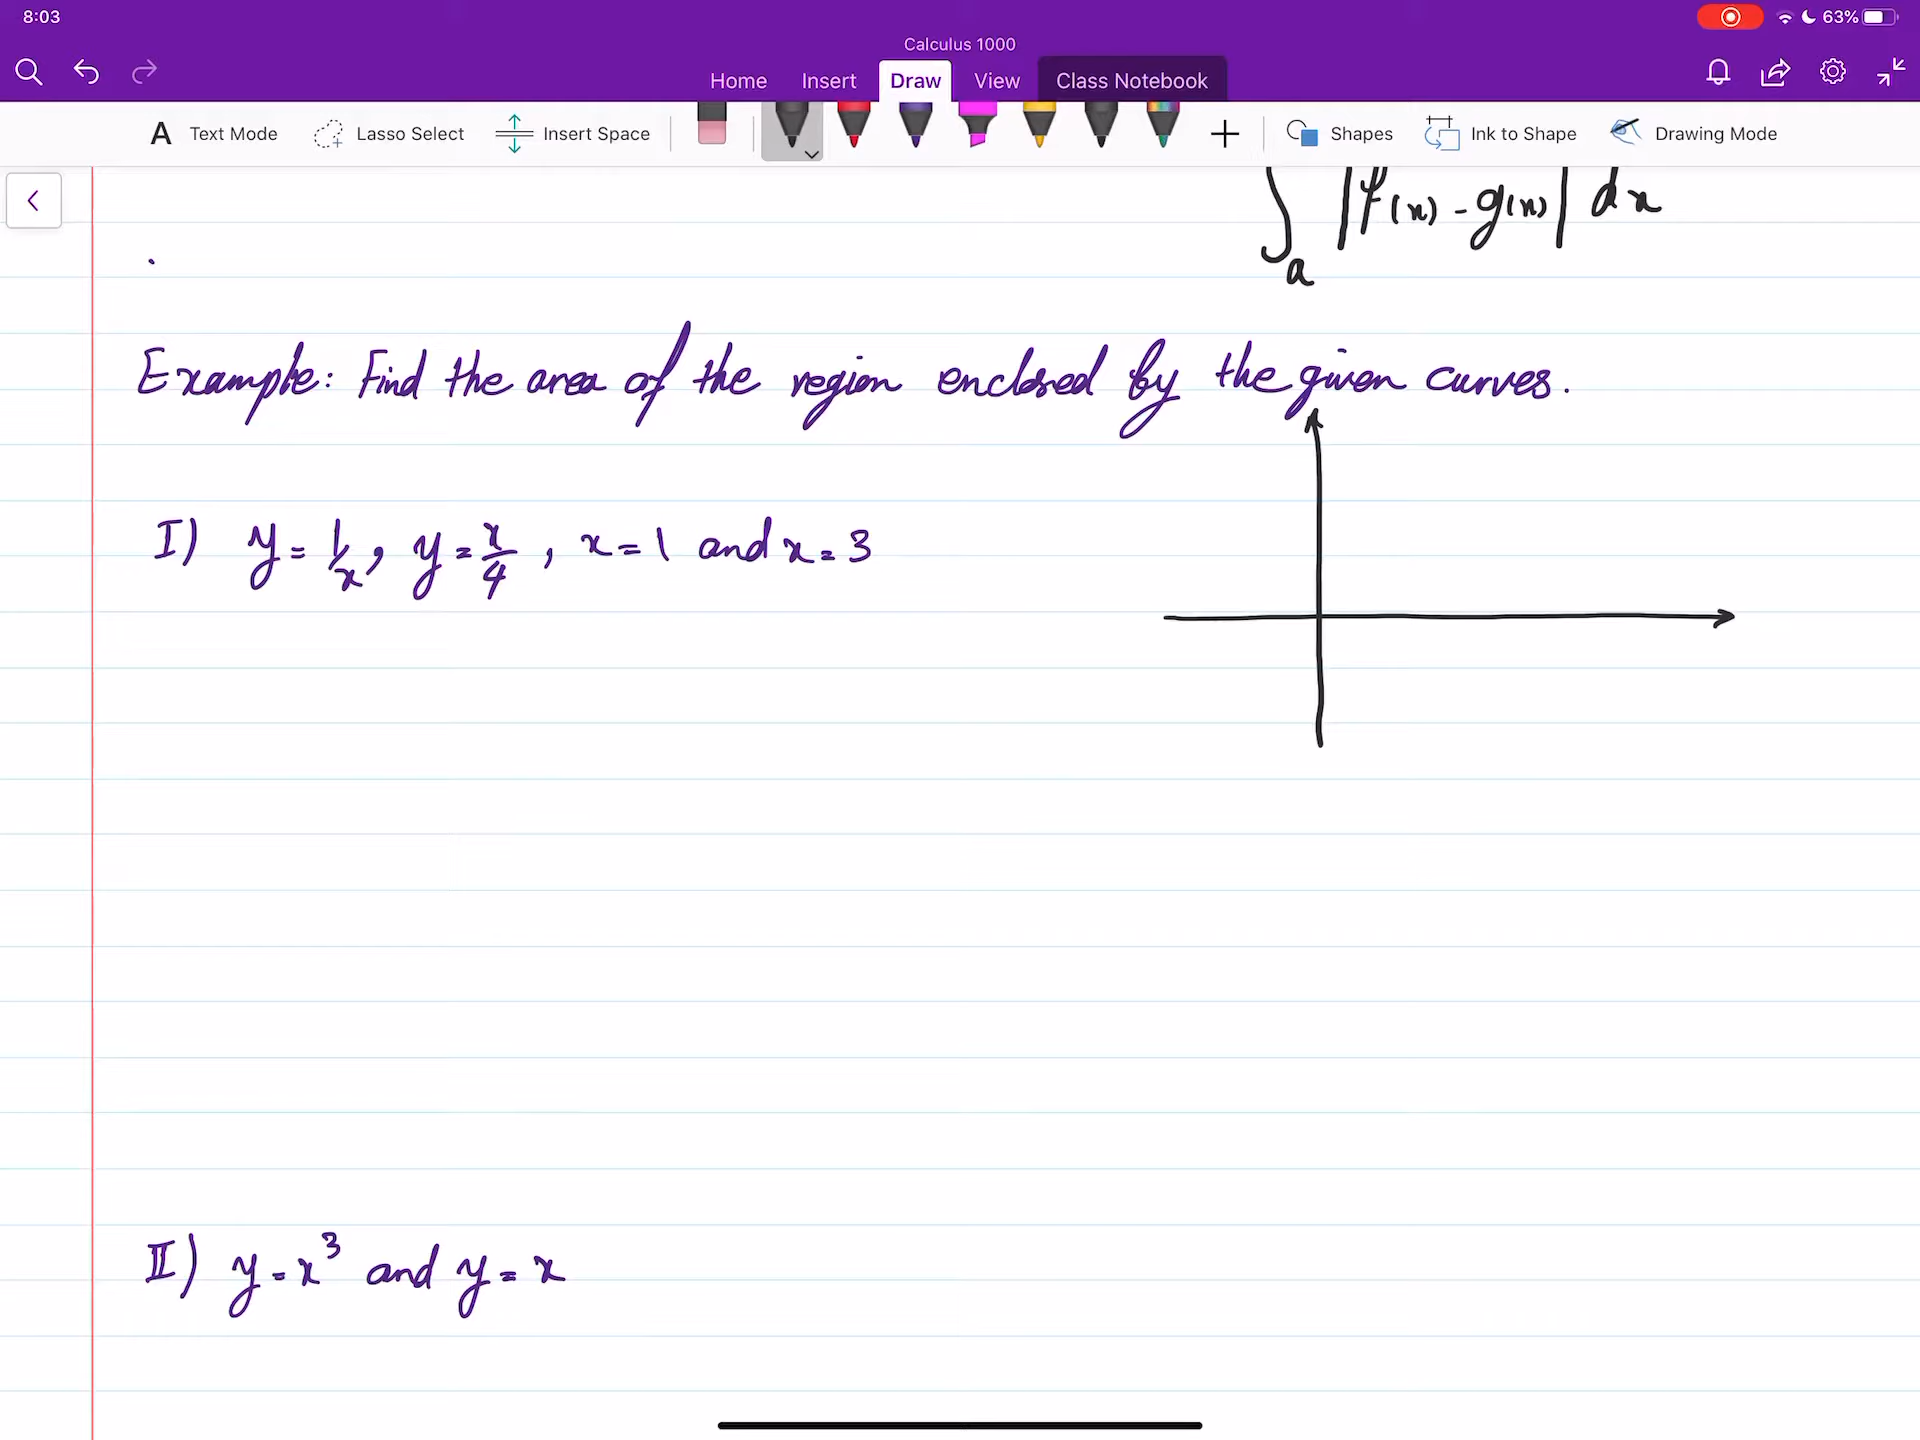 8:03
63%
Calculus 1000
Home Insert Draw View Class Notebook
A Text Mode Lasso Select Insert Space Shapes Ink to Shape Drawing Mode
∫ₐ |f(x) - g(x)| dx
Example: Find the area of the region enclosed by the given curves.
I) y = 1/x, y = x/4, x = 1 and x = 3
II) y = x³ and y = x